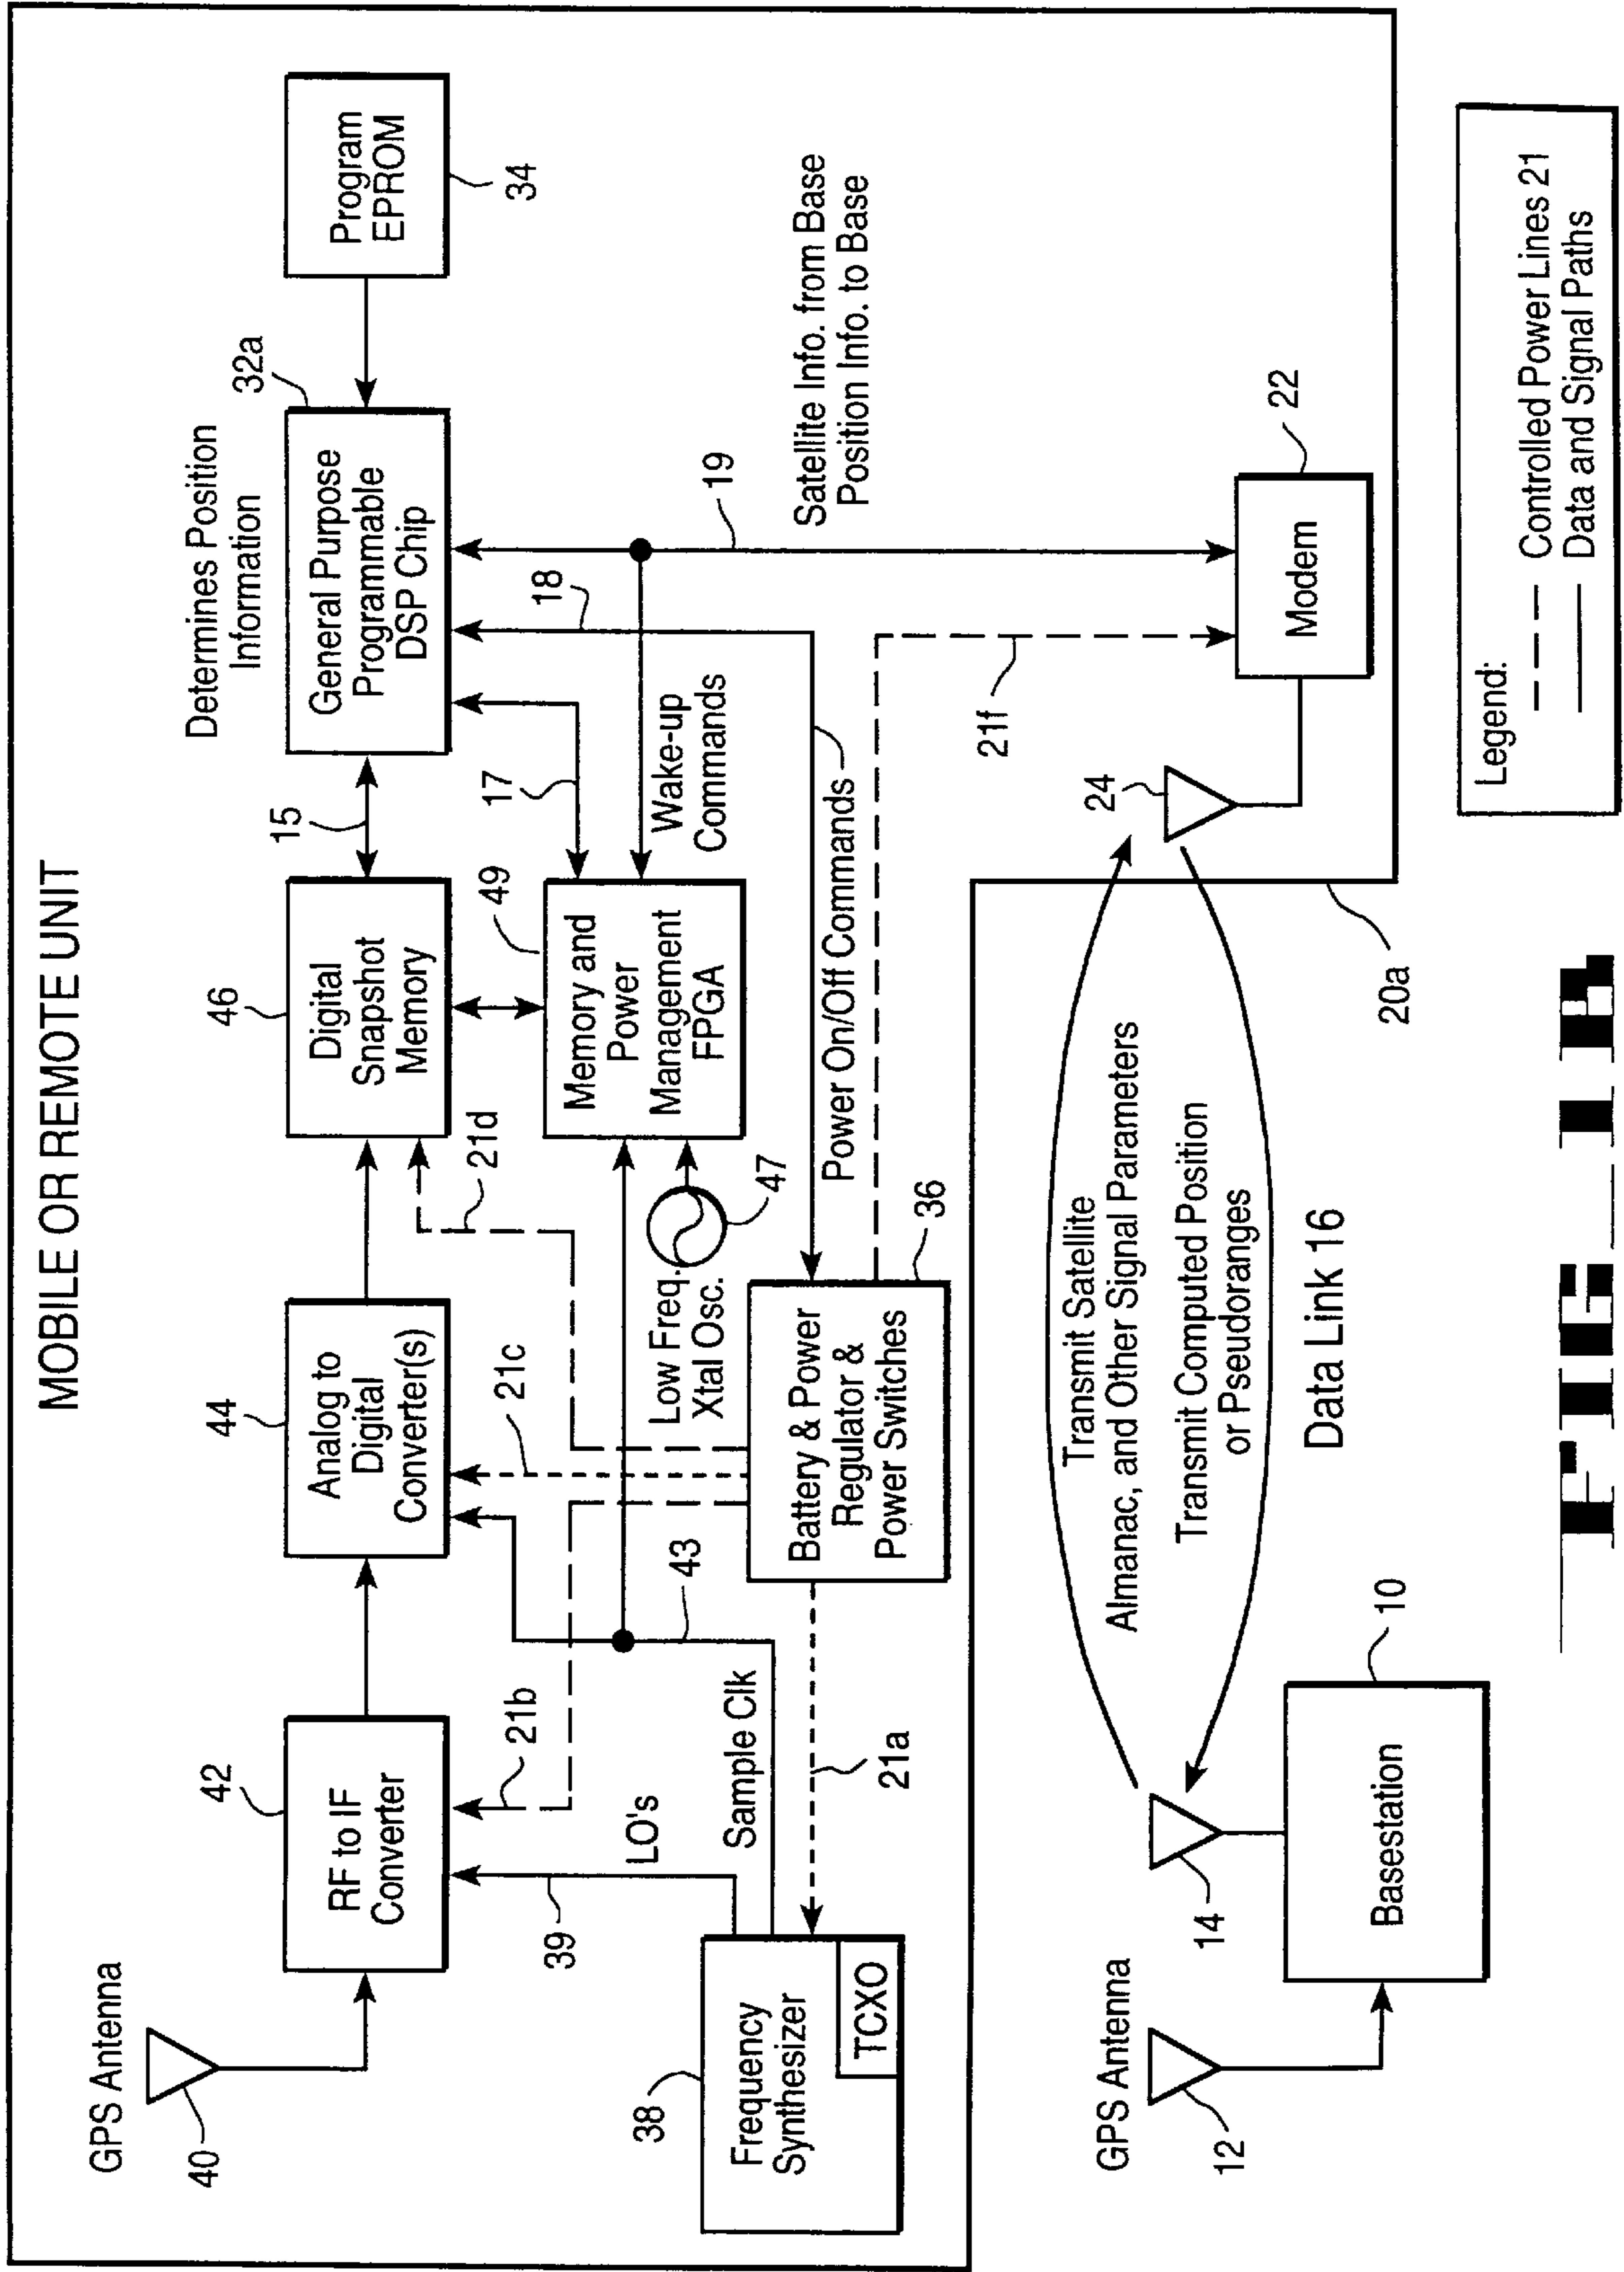 MOBILE OR REMOTE UNIT
GPS Antenna
40
42
RF to IF
Converter
44
Analog to
Digital
Converter(s)
46
Digital
Snapshot
Memory
15
Determines Position
Information
32a
General Purpose
Programmable
DSP Chip
Program
EPROM
34
39
LO's
21b
21c
21d
43
Sample Clk
49
Memory and
Power
Management
FPGA
17
18
19
Wake-up
Commands
Low Freq.
Xtal Osc.
47
38
Frequency
Synthesizer
TCXO
21a
36
Battery & Power
Regulator &
Power Switches
Power On/Off Commands
21f
Satellite Info. from Base
Position Info. to Base
22
Modem
24
20a
GPS Antenna
12
14
10
Basestation
Transmit Satellite
Almanac, and Other Signal Parameters
Transmit Computed Position
or Pseudoranges
Data Link 16
Legend:
Controlled Power Lines 21
Data and Signal Paths